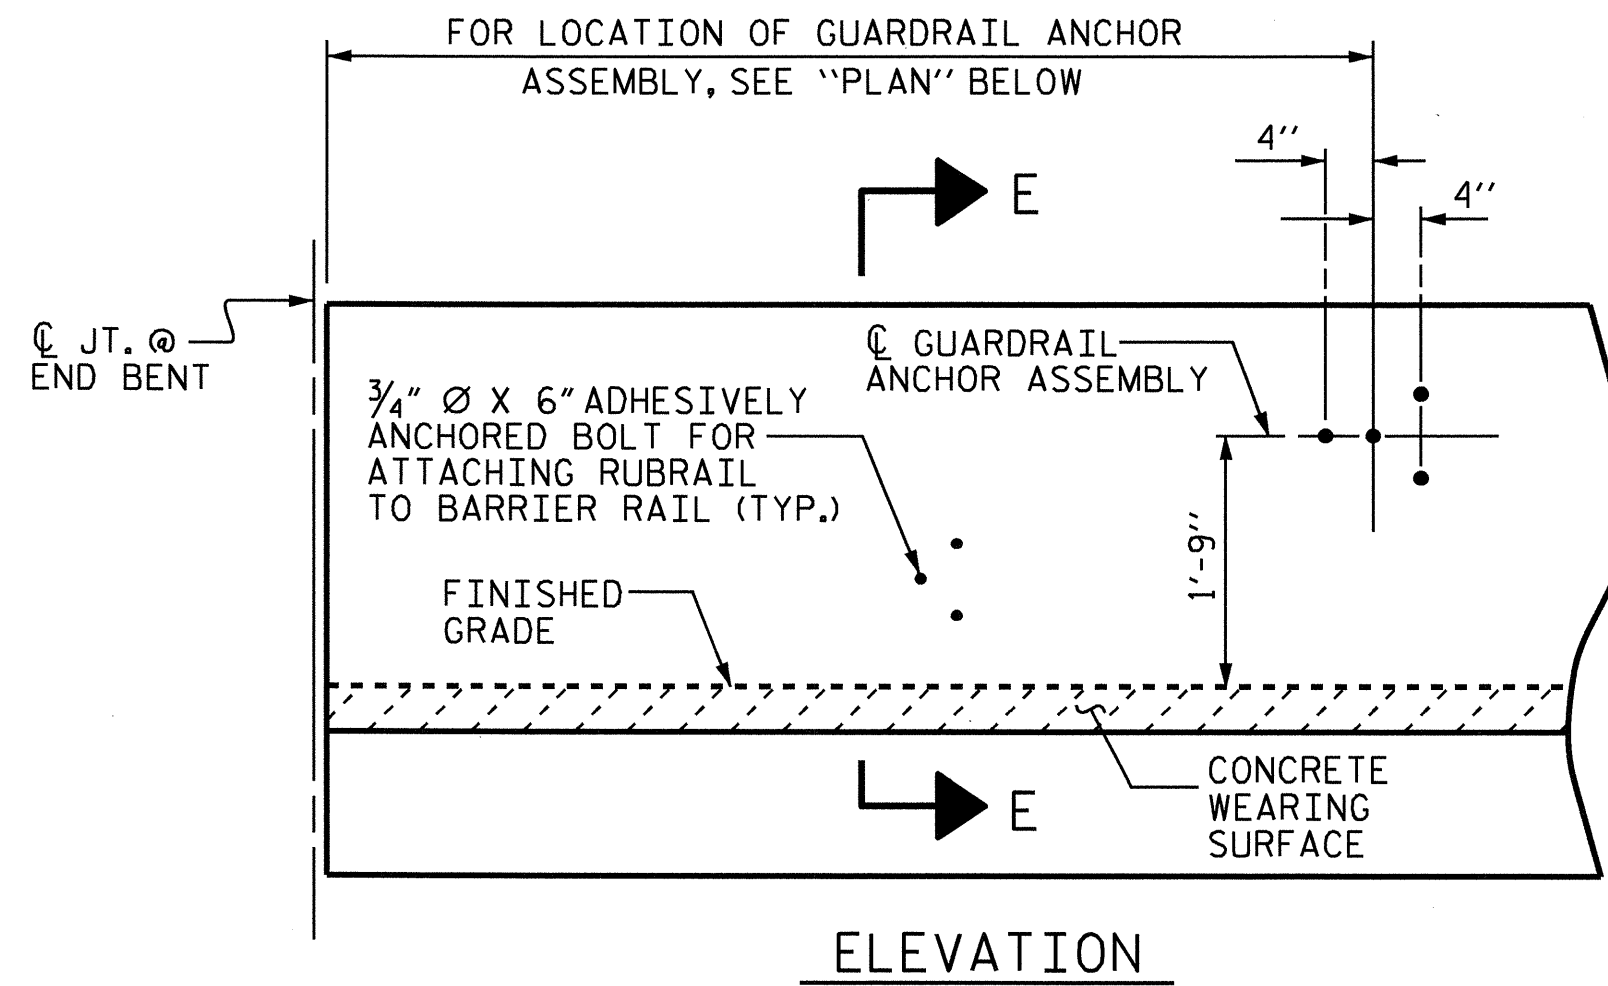 FOR LOCATION OF GUARDRAIL ANCHOR
ASSEMBLY, SEE "PLAN" BELOW
4"
4"
E
℄ JT. @
END BENT
℄ GUARDRAIL
ANCHOR ASSEMBLY
¾" Ø X 6" ADHESIVELY
ANCHORED BOLT FOR
ATTACHING RUBRAIL
TO BARRIER RAIL (TYP.)
1'-9"
FINISHED
GRADE
CONCRETE
WEARING
SURFACE
E
ELEVATION